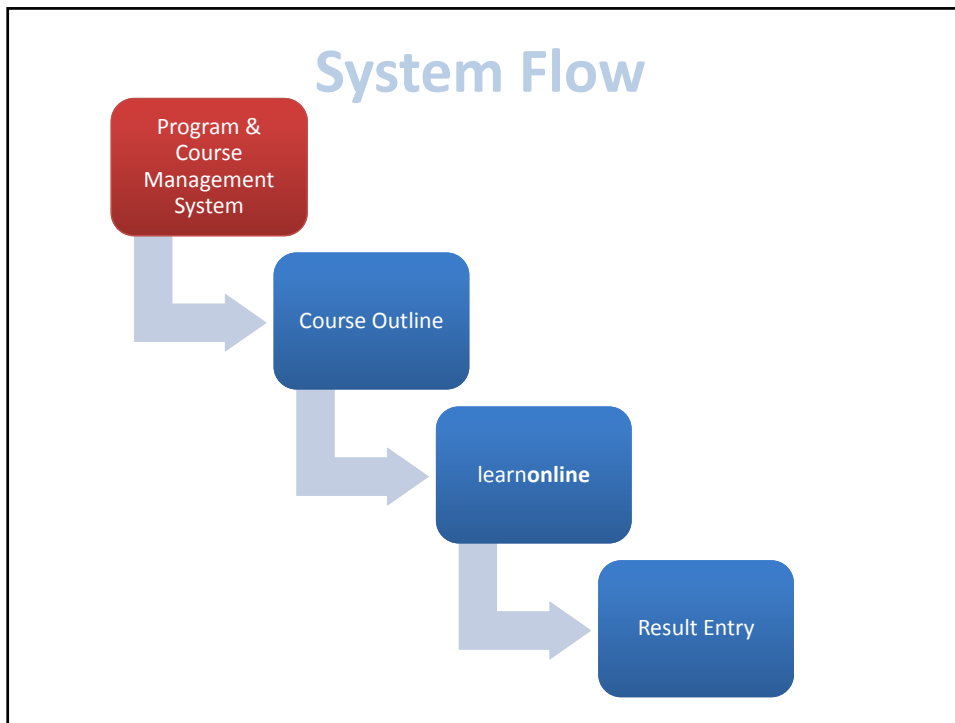 System Flow
Program &
Course
Management
System
Course Outline
learnonline
Result Entry